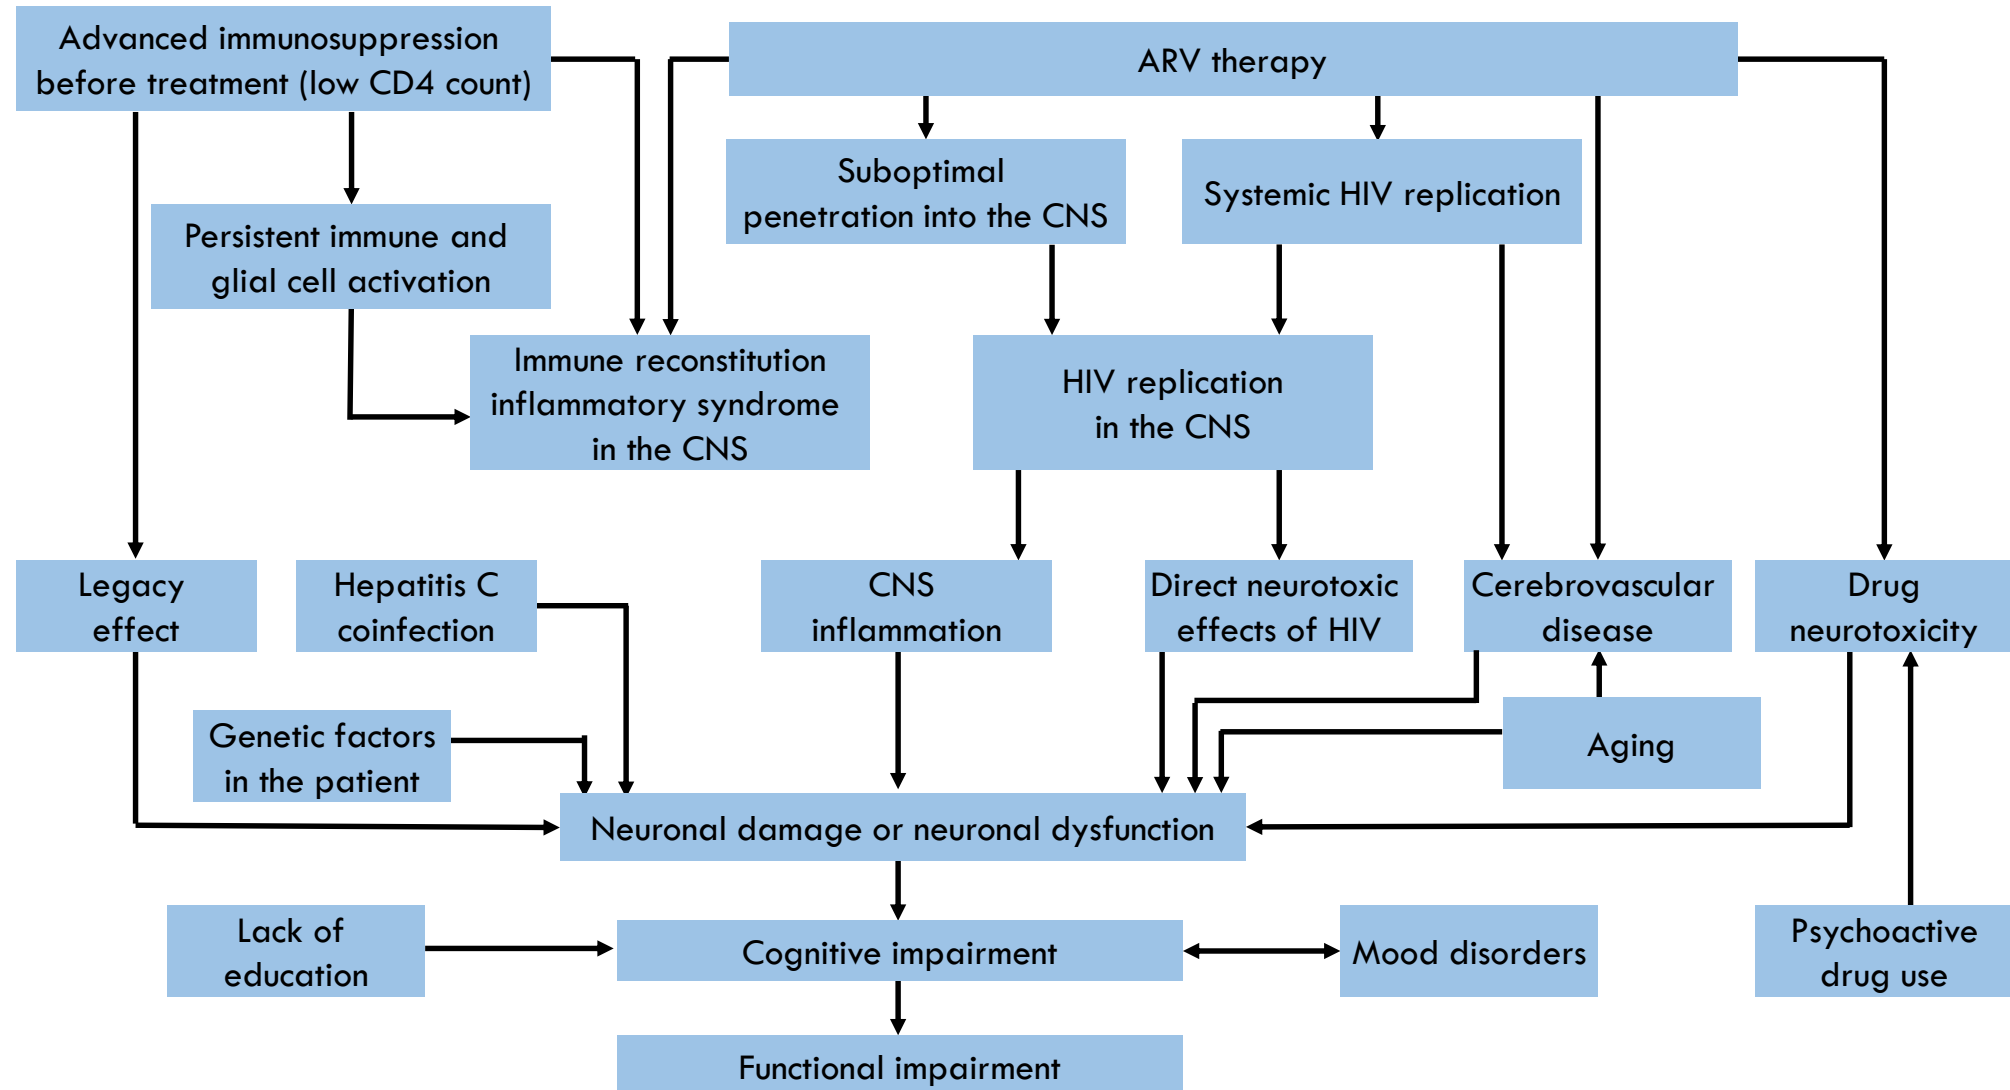 Advanced immunosuppression
before treatment (low CD4 count)
ARV therapy
Suboptimal
penetration into the CNS
Systemic HIV replication
Persistent immune and
glial cell activation
Immune reconstitution
inflammatory syndrome
in the CNS
HIV replication
in the CNS
Legacy
effect
Hepatitis C
coinfection
CNS
inflammation
Direct neurotoxic
effects of HIV
Cerebrovascular
disease
Drug
neurotoxicity
Genetic factors
in the patient
Aging
Neuronal damage or neuronal dysfunction
Lack of
education
Cognitive impairment
Mood disorders
Psychoactive
drug use
Functional impairment